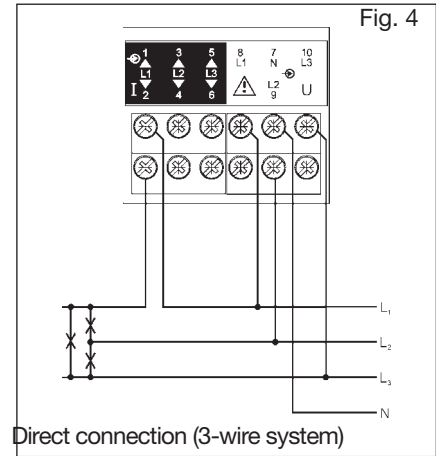 Fig. 4
1 3 5 8 7 10
L1 N L3
L1 L2 L3
I 2 4 6 L2 9 U
L₁
L₂
L₃
N
Direct connection (3-wire system)